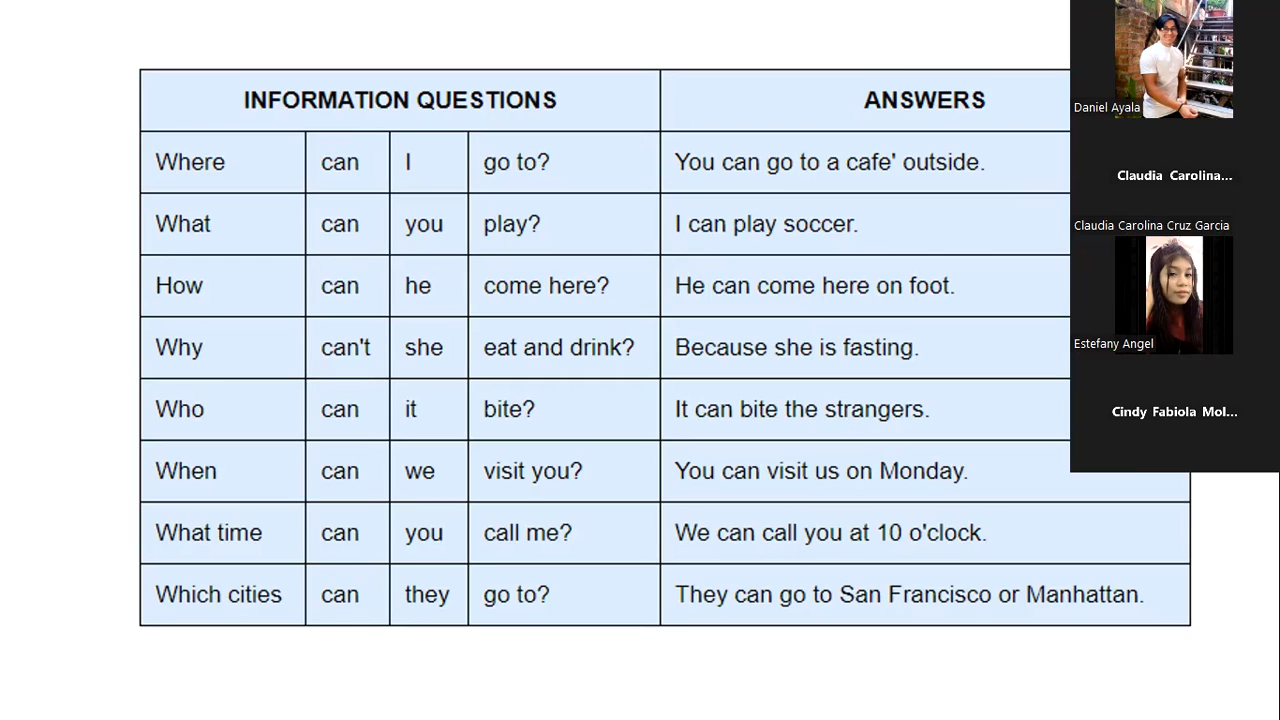 INFORMATION QUESTIONS ANSWERS
Where can I go to? You can go to a cafe' outside.
What can you play? I can play soccer.
How can he come here? He can come here on foot.
Why can't she eat and drink? Because she is fasting.
Who can it bite? It can bite the strangers.
When can we visit you? You can visit us on Monday.
What time can you call me? We can call you at 10 o'clock.
Which cities can they go to? They can go to San Francisco or Manhattan.
Daniel Ayala
Claudia Carolina...
Claudia Carolina Cruz Garcia
Estefany Angel
Cindy Fabiola Mol...